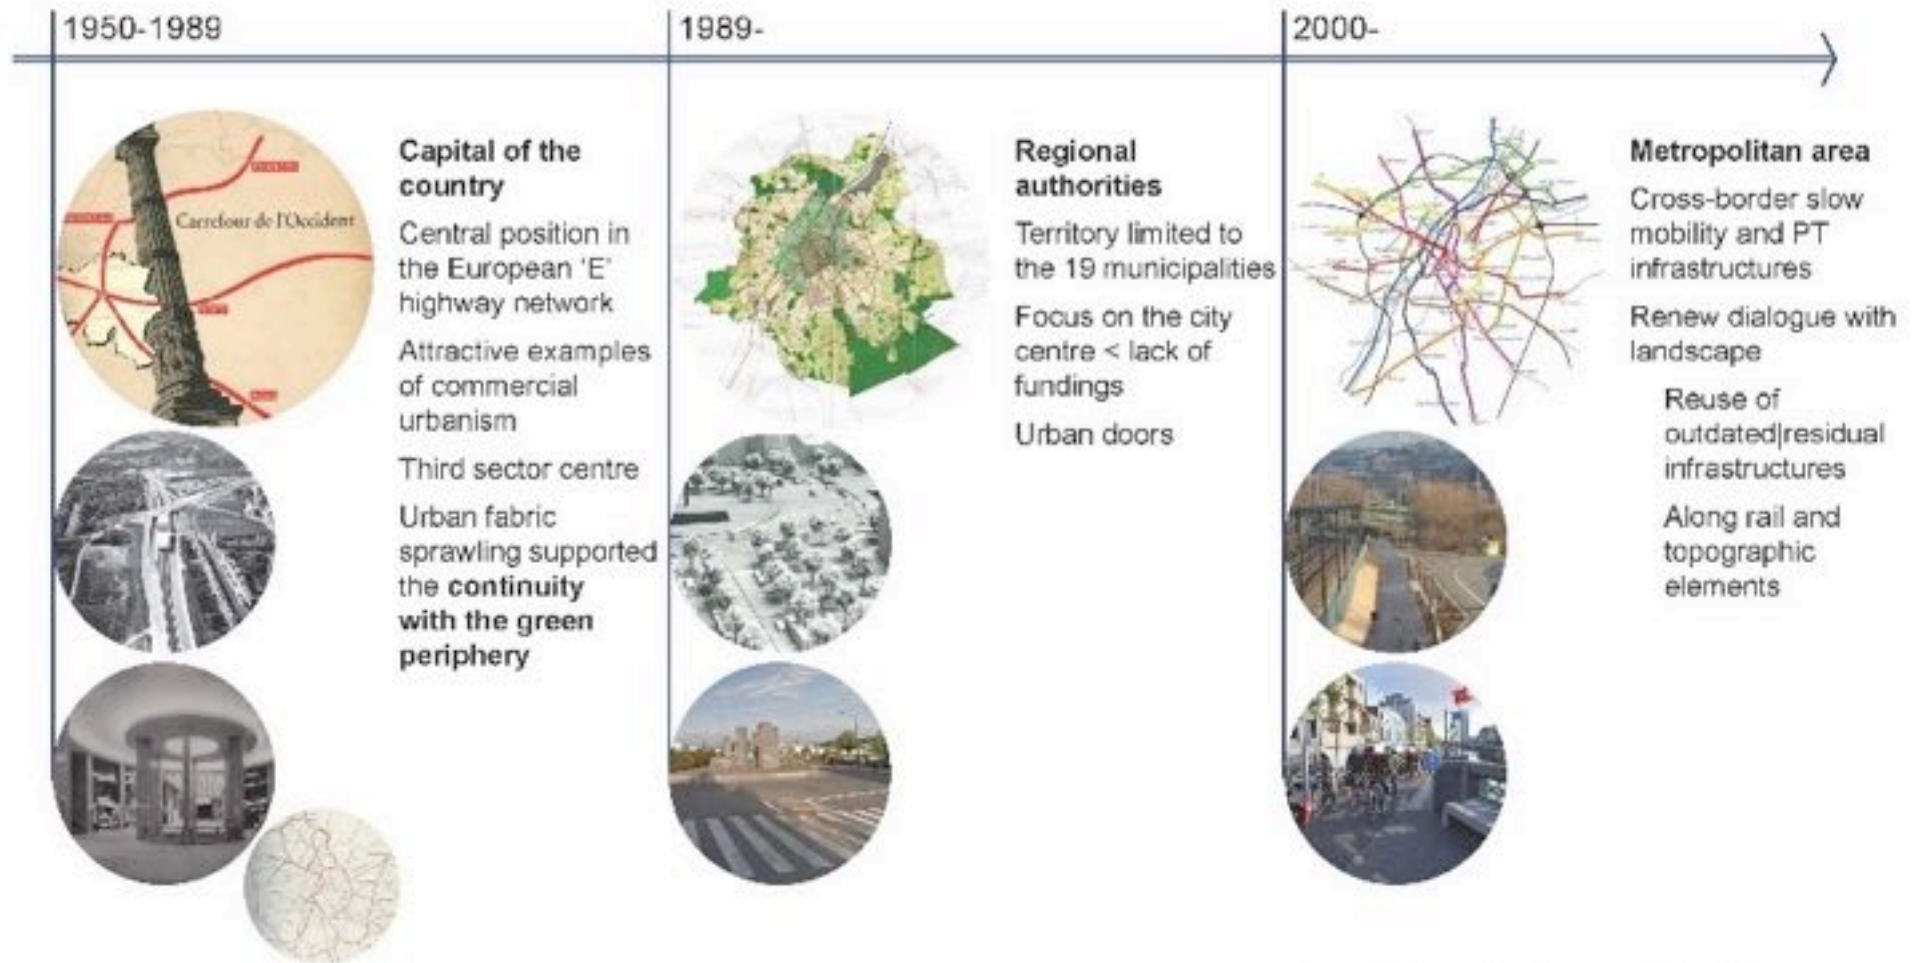 1950-1989
1989-
2000-
Carrefour de l'Occident
Capital of the
country
Central position in
the European 'E'
highway network
Attractive examples
of commercial
urbanism
Third sector centre
Urban fabric
sprawling supported
the continuity
with the green
periphery
Regional
authorities
Territory limited to
the 19 municipalities
Focus on the city
centre < lack of
fundings
Urban doors
Metropolitan area
Cross-border slow
mobility and PT
infrastructures
Renew dialogue with
landscape
Reuse of
outdated|residual
infrastructures
Along rail and
topographic
elements